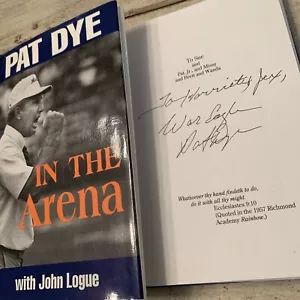 PAT DYE
IN THE
Arena
with John Logue
To Sue
and
Pat, Jr., and Missy
and Brett and Wanda
To Harriett & Jex,
War Eagle
Pat Dye
Whatsoever thy hand findeth to do,
do it with all thy might.
Ecclesiastes 9:10
(Quoted in the 1957 Richmond
Academy Rainbow.)